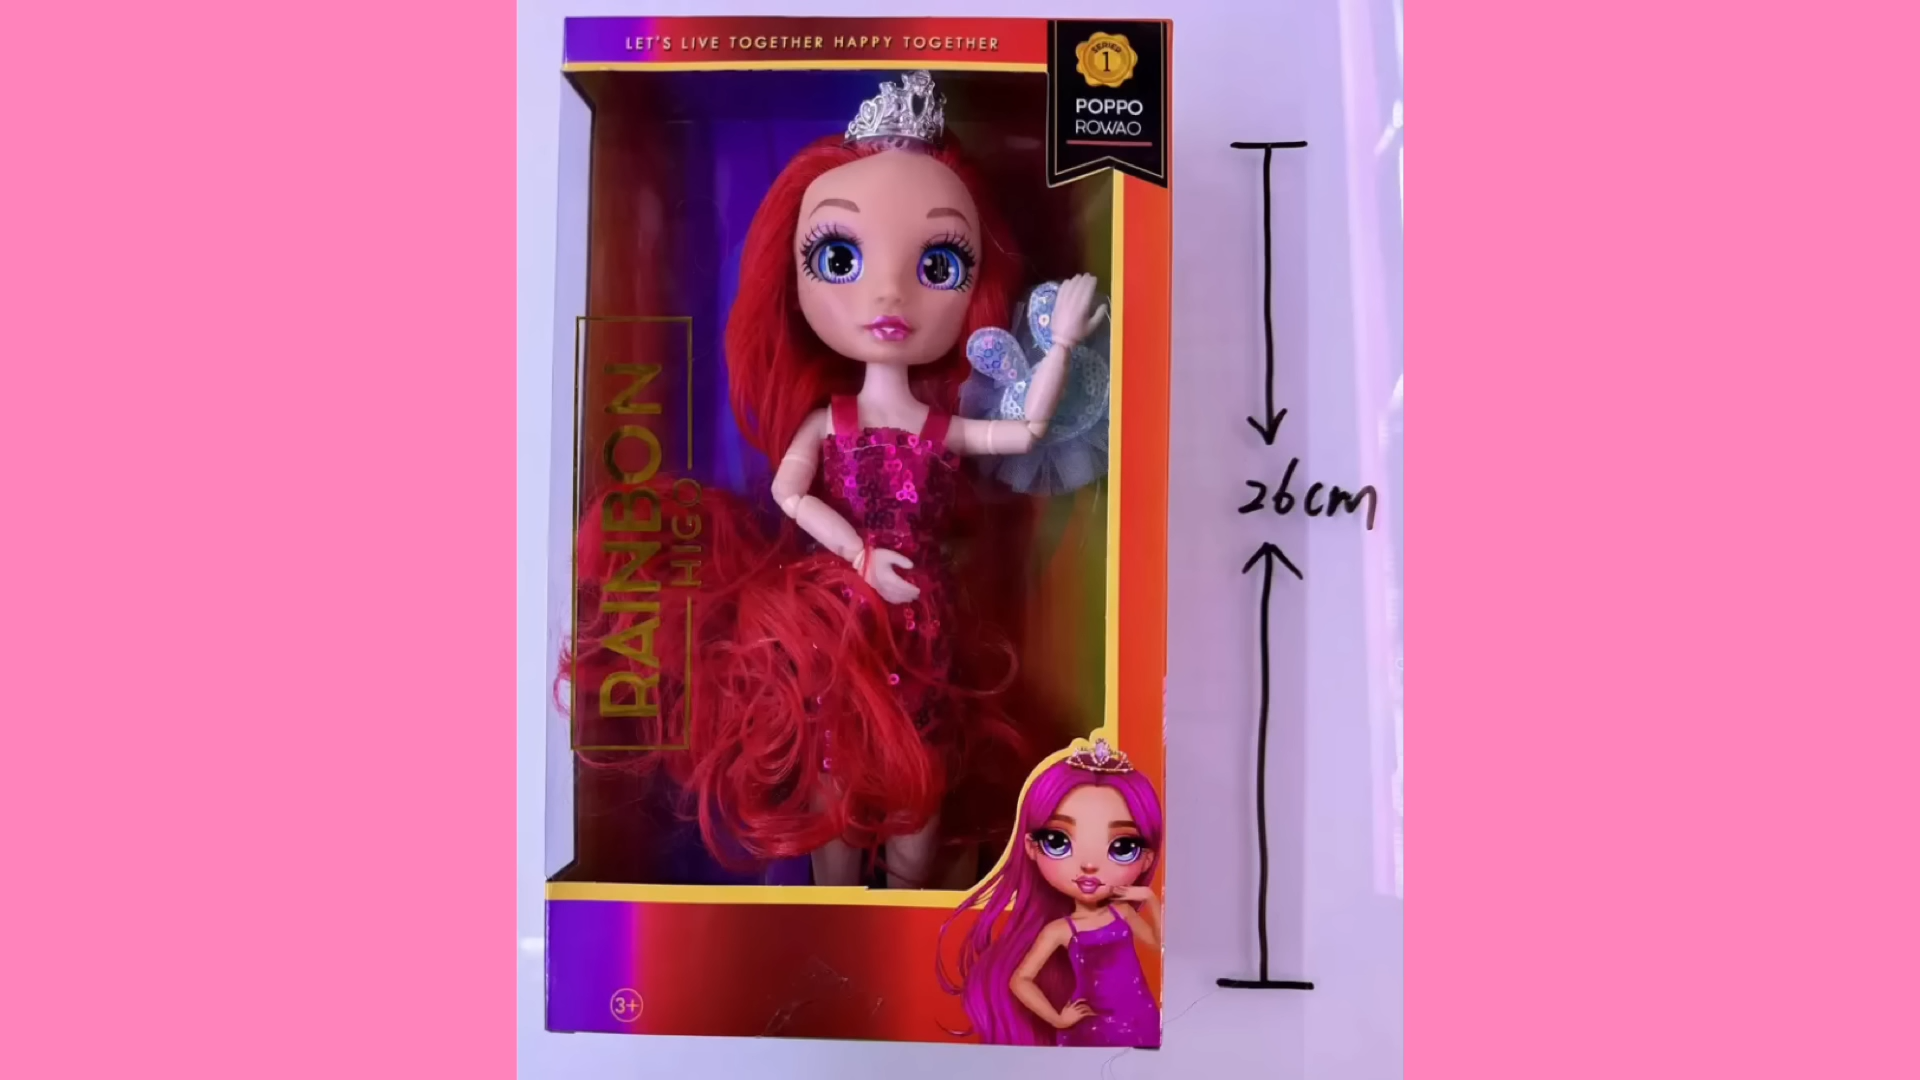 LET'S LIVE TOGETHER HAPPY TOGETHER
SERIES
1
POPPO
ROWAO
RAINBON
HIGO
26cm
3+